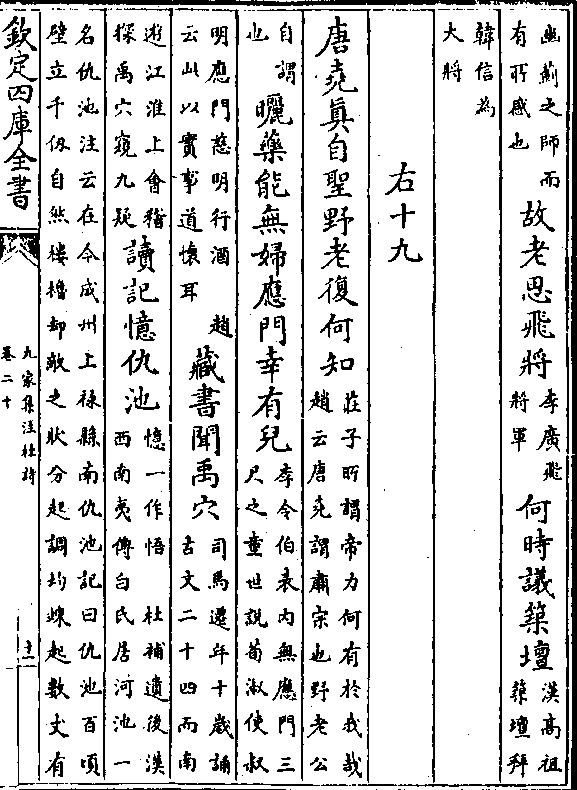 幽薊之師而
有所感也
故老思飛將
李廣飛
將軍
何時議築壇
漢高祖
築壇拜
韓信為
大將
右十九
唐堯真自聖野老復何知
莊子所謂帝力何有於我哉
趙云唐堯謂肅宗也野老公
自謂
也
曬藥能無婦應門幸有兒
李令伯表内無應門三
尺之童世說荀淑使叔
明應門慈明行酒 趙
云此以實事道懷耳
藏書聞禹穴
司馬遷年十歲誦
古文二十四而南
遊江淮上會稽
探禹穴窺九疑
讀記憶仇池
憶一作悟 杜補遺後漢
西南夷傳白氏居河池一
名仇池注云在今成州上祿縣南仇池記曰仇池百頃
壁立千仭自然樓櫓却敵之狀分起調均竦起數丈有
欽定四庫全書
九家集注杜詩
卷二十
十二